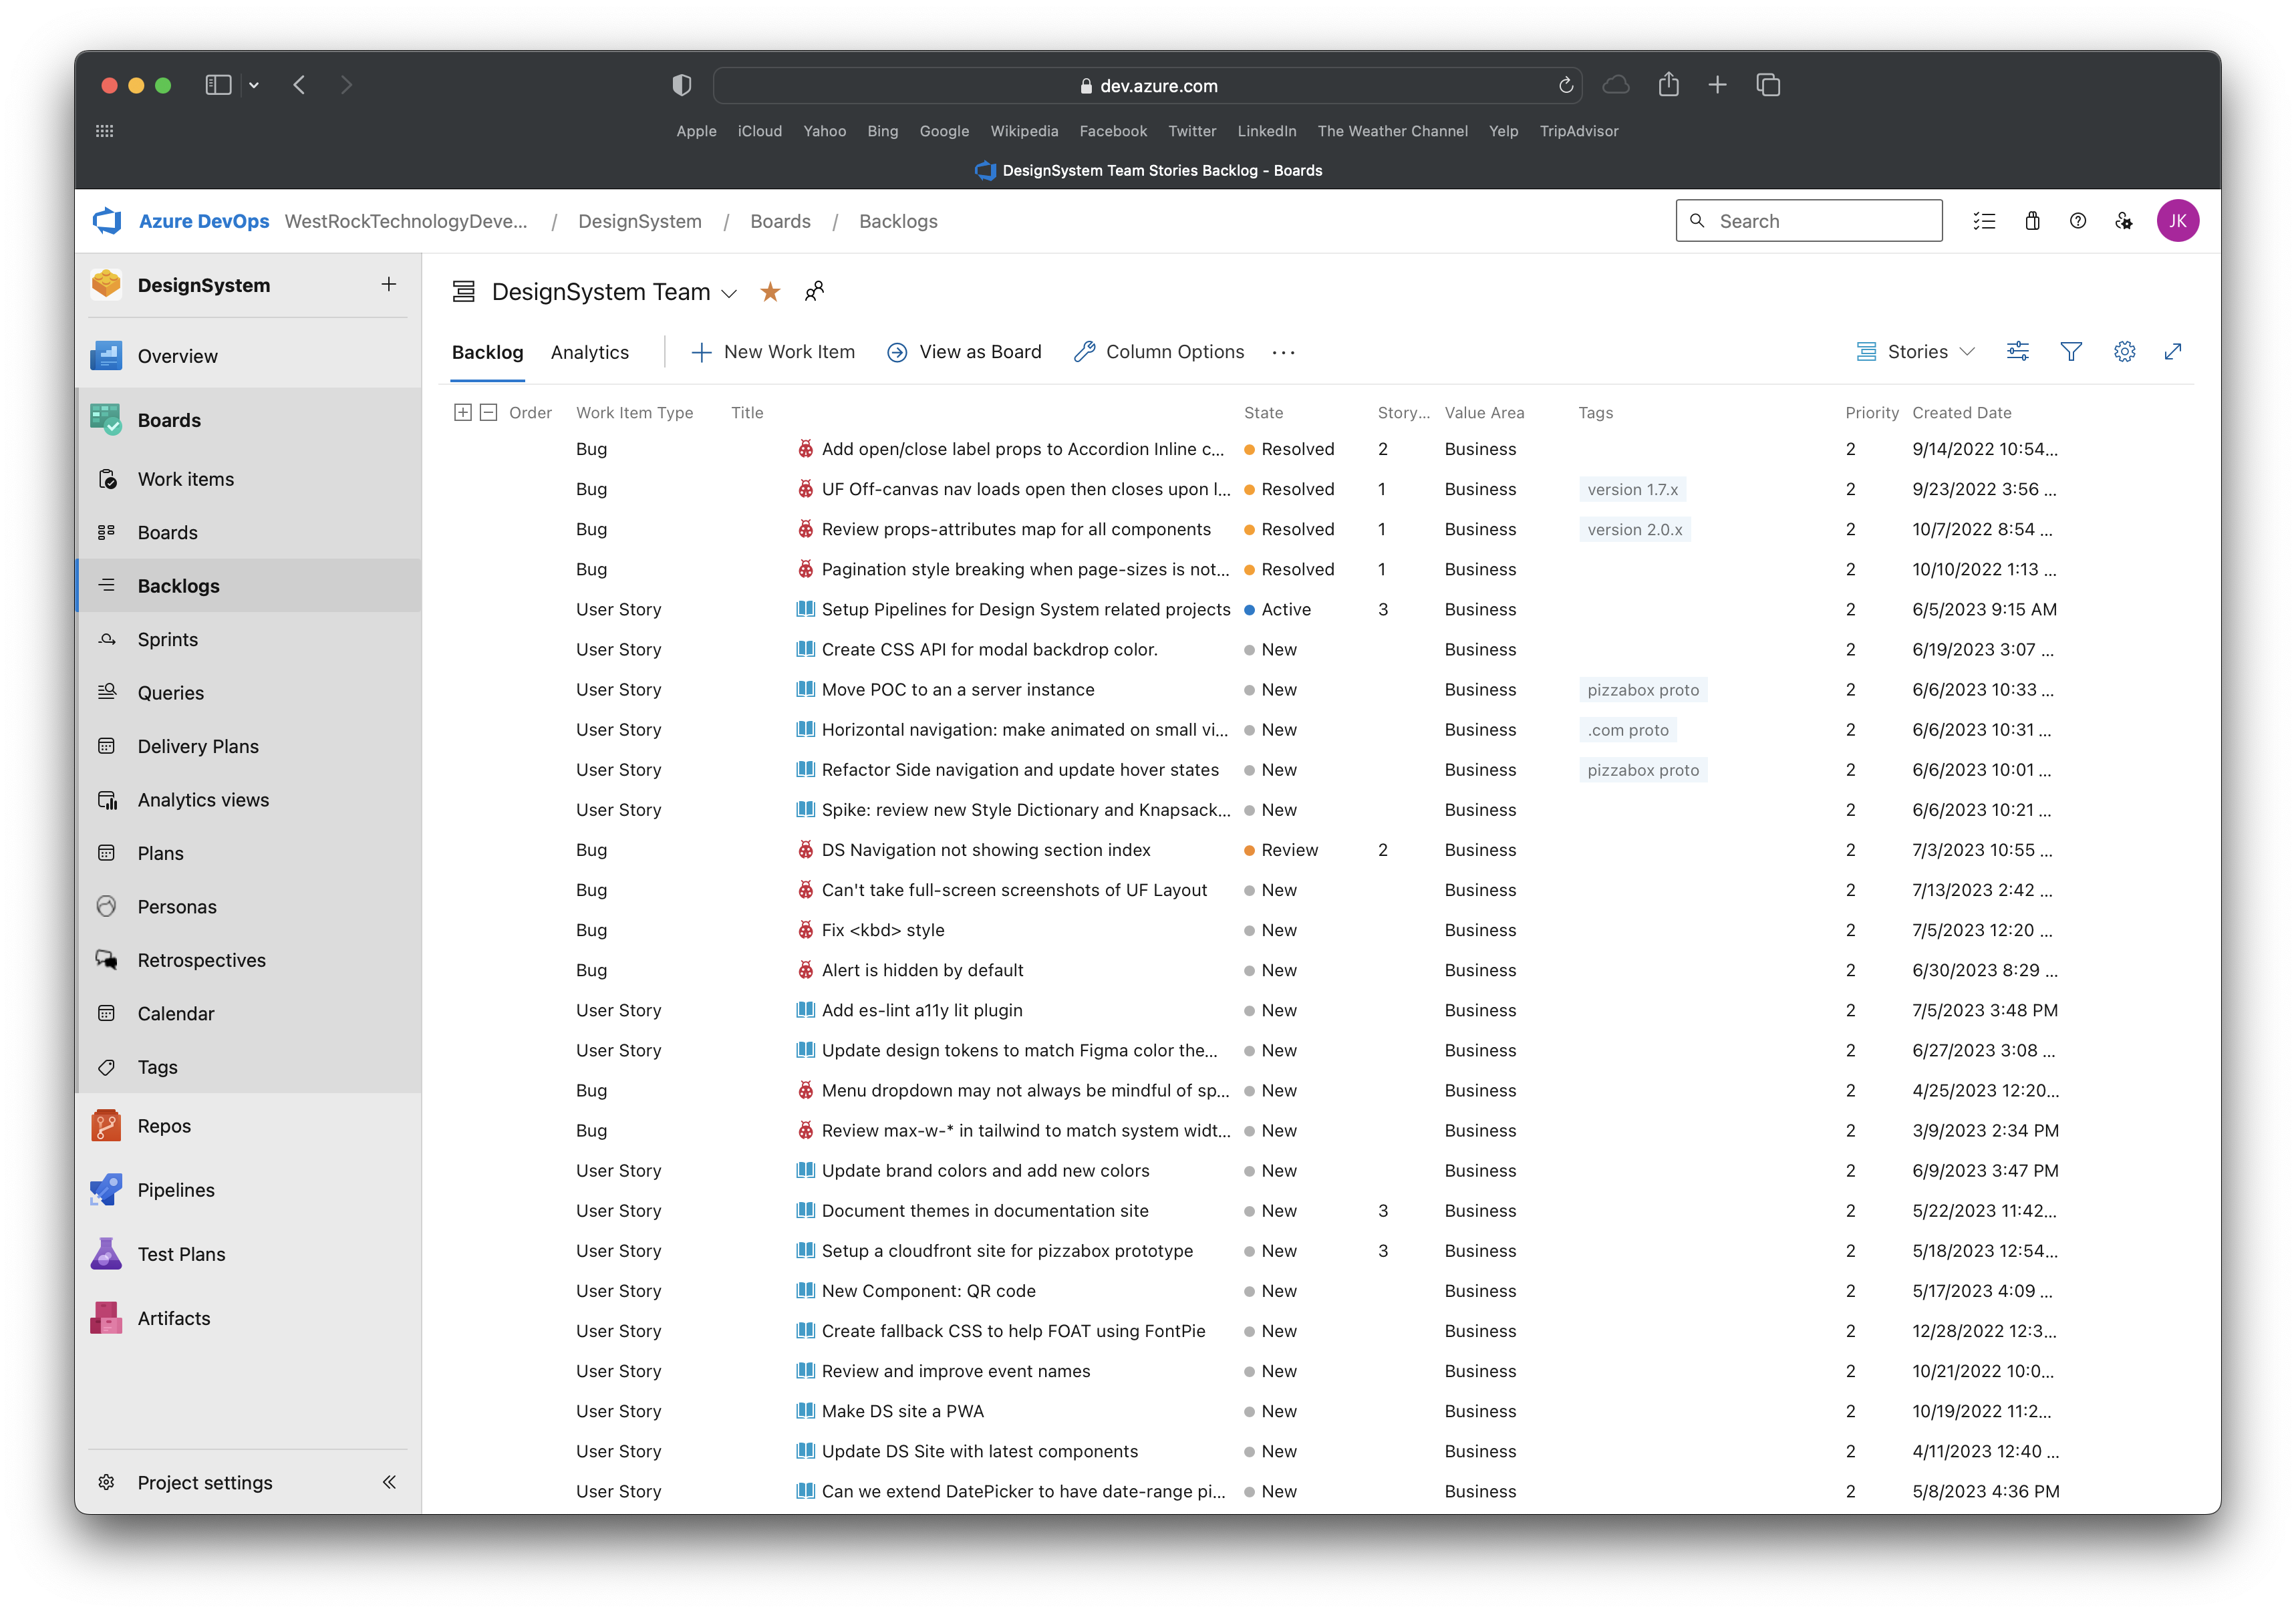 dev.azure.com
Apple iCloud Yahoo Bing Google Wikipedia Facebook Twitter LinkedIn The Weather Channel Yelp TripAdvisor
DesignSystem Team Stories Backlog - Boards
Azure DevOps WestRockTechnologyDeve... / DesignSystem / Boards / Backlogs Search JK
DesignSystem
Overview
Boards
Work items
Boards
Backlogs
Sprints
Queries
Delivery Plans
Analytics views
Plans
Personas
Retrospectives
Calendar
Tags
Repos
Pipelines
Test Plans
Artifacts
Project settings
DesignSystem Team
Backlog Analytics New Work Item View as Board Column Options ... Stories
Order Work Item Type Title State Story... Value Area Tags Priority Created Date
Bug Add open/close label props to Accordion Inline c... Resolved 2 Business 2 9/14/2022 10:54...
Bug UF Off-canvas nav loads open then closes upon l... Resolved 1 Business version 1.7.x 2 9/23/2022 3:56 ...
Bug Review props-attributes map for all components Resolved 1 Business version 2.0.x 2 10/7/2022 8:54 ...
Bug Pagination style breaking when page-sizes is not... Resolved 1 Business 2 10/10/2022 1:13 ...
User Story Setup Pipelines for Design System related projects Active 3 Business 2 6/5/2023 9:15 AM
User Story Create CSS API for modal backdrop color. New Business 2 6/19/2023 3:07 ...
User Story Move POC to an a server instance New Business pizzabox proto 2 6/6/2023 10:33 ...
User Story Horizontal navigation: make animated on small vi... New Business .com proto 2 6/6/2023 10:31 ...
User Story Refactor Side navigation and update hover states New Business pizzabox proto 2 6/6/2023 10:01 ...
User Story Spike: review new Style Dictionary and Knapsack... New Business 2 6/6/2023 10:21 ...
Bug DS Navigation not showing section index Review 2 Business 2 7/3/2023 10:55 ...
Bug Can't take full-screen screenshots of UF Layout New Business 2 7/13/2023 2:42 ...
Bug Fix <kbd> style New Business 2 7/5/2023 12:20 ...
Bug Alert is hidden by default New Business 2 6/30/2023 8:29 ...
User Story Add es-lint a11y lit plugin New Business 2 7/5/2023 3:48 PM
User Story Update design tokens to match Figma color the... New Business 2 6/27/2023 3:08 ...
Bug Menu dropdown may not always be mindful of sp... New Business 2 4/25/2023 12:20...
Bug Review max-w-* in tailwind to match system widt... New Business 2 3/9/2023 2:34 PM
User Story Update brand colors and add new colors New Business 2 6/9/2023 3:47 PM
User Story Document themes in documentation site New 3 Business 2 5/22/2023 11:42...
User Story Setup a cloudfront site for pizzabox prototype New 3 Business 2 5/18/2023 12:54...
User Story New Component: QR code New Business 2 5/17/2023 4:09 ...
User Story Create fallback CSS to help FOAT using FontPie New Business 2 12/28/2022 12:3...
User Story Review and improve event names New Business 2 10/21/2022 10:0...
User Story Make DS site a PWA New Business 2 10/19/2022 11:2...
User Story Update DS Site with latest components New Business 2 4/11/2023 12:40 ...
User Story Can we extend DatePicker to have date-range pi... New Business 2 5/8/2023 4:36 PM